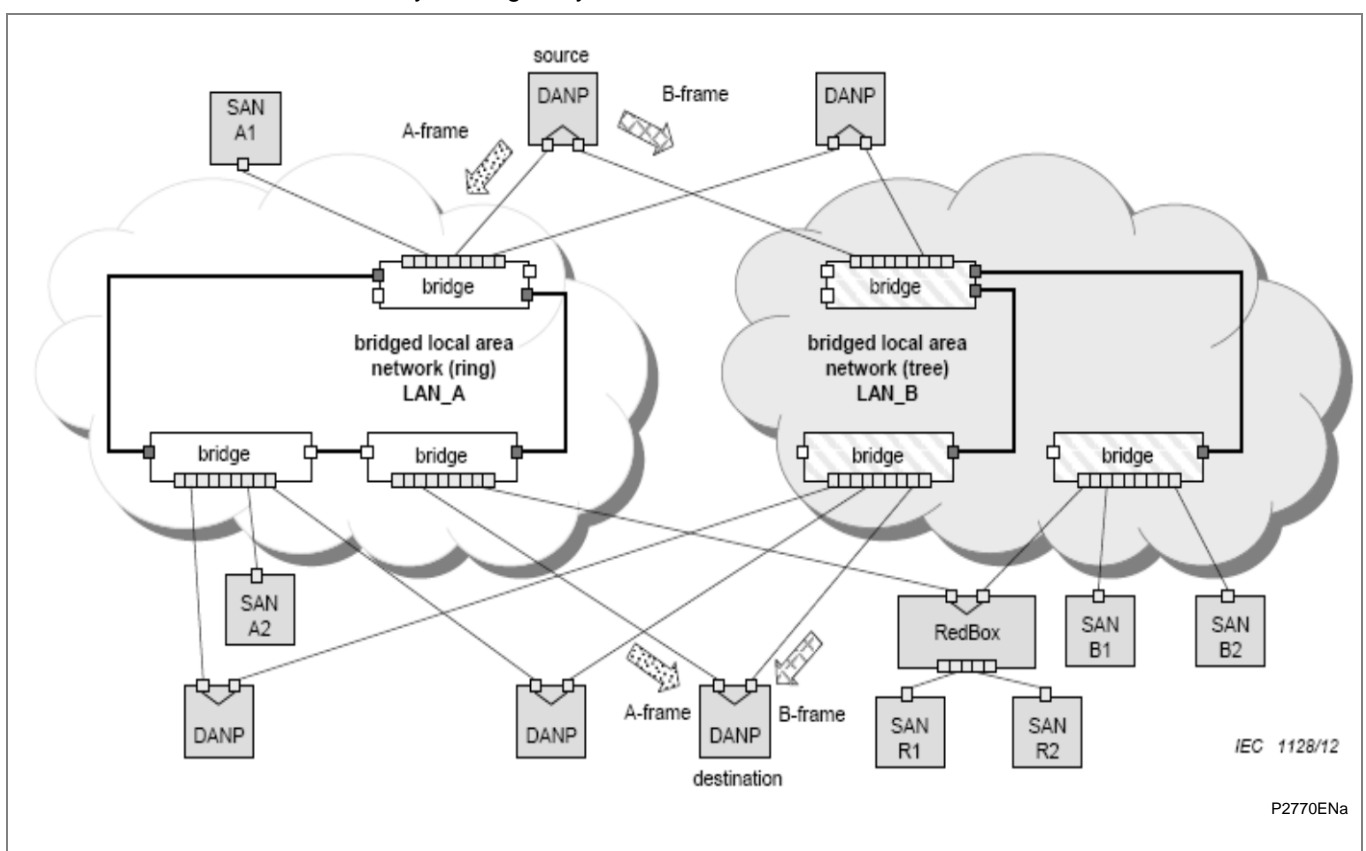 source
DANP
B-frame
DANP
SAN
A1
A-frame
bridge
bridge
bridged local area
network (ring)
LAN_A
bridged local area
network (tree)
LAN_B
bridge
bridge
bridge
bridge
SAN
A2
RedBox
SAN
B1
SAN
B2
DANP
DANP
A-frame
DANP
B-frame
destination
SAN
R1
SAN
R2
IEC 1128/12
P2770ENa